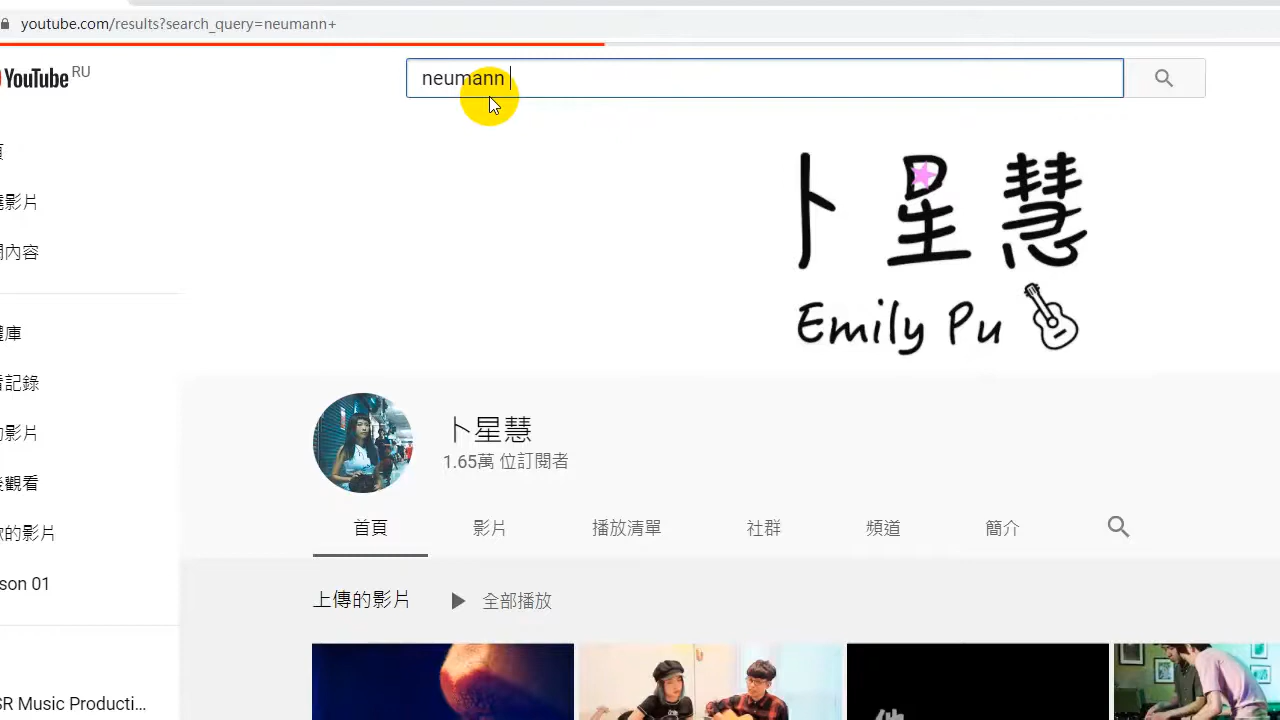 youtube.com/results?search_query=neumann+
YouTube RU
neumann
卜星慧
Emily Pu
影片
內容
庫
記錄
影片
觀看
的影片
son 01
SR Music Producti...
卜星慧
1.65萬 位訂閱者
首頁 影片 播放清單 社群 頻道 簡介
上傳的影片 全部播放